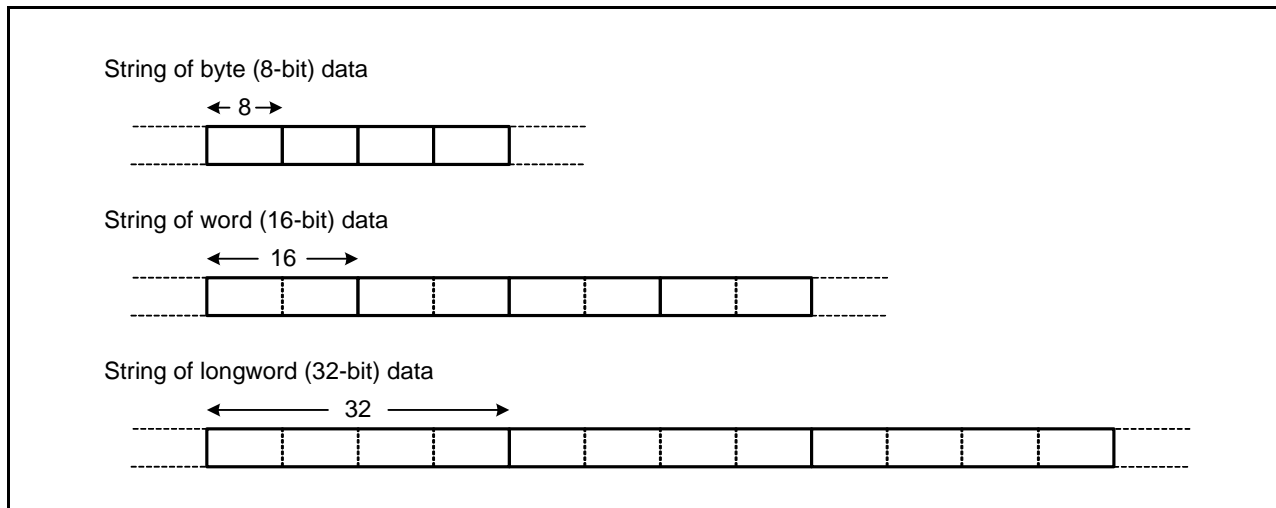 String of byte (8-bit) data
8
String of word (16-bit) data
16
String of longword (32-bit) data
32